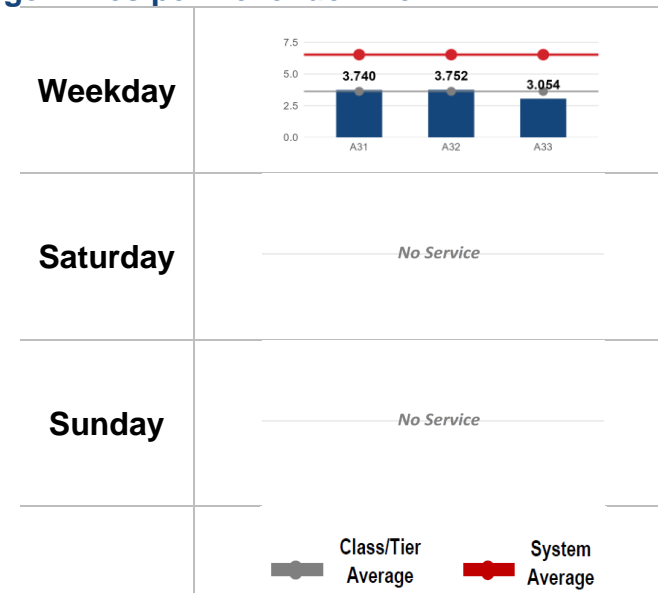 Weekday
7.5
5.0
2.5
0.0
3.740 3.752 3.054
A31 A32 A33
Saturday
No Service
Sunday
No Service
Class/Tier
Average
System
Average